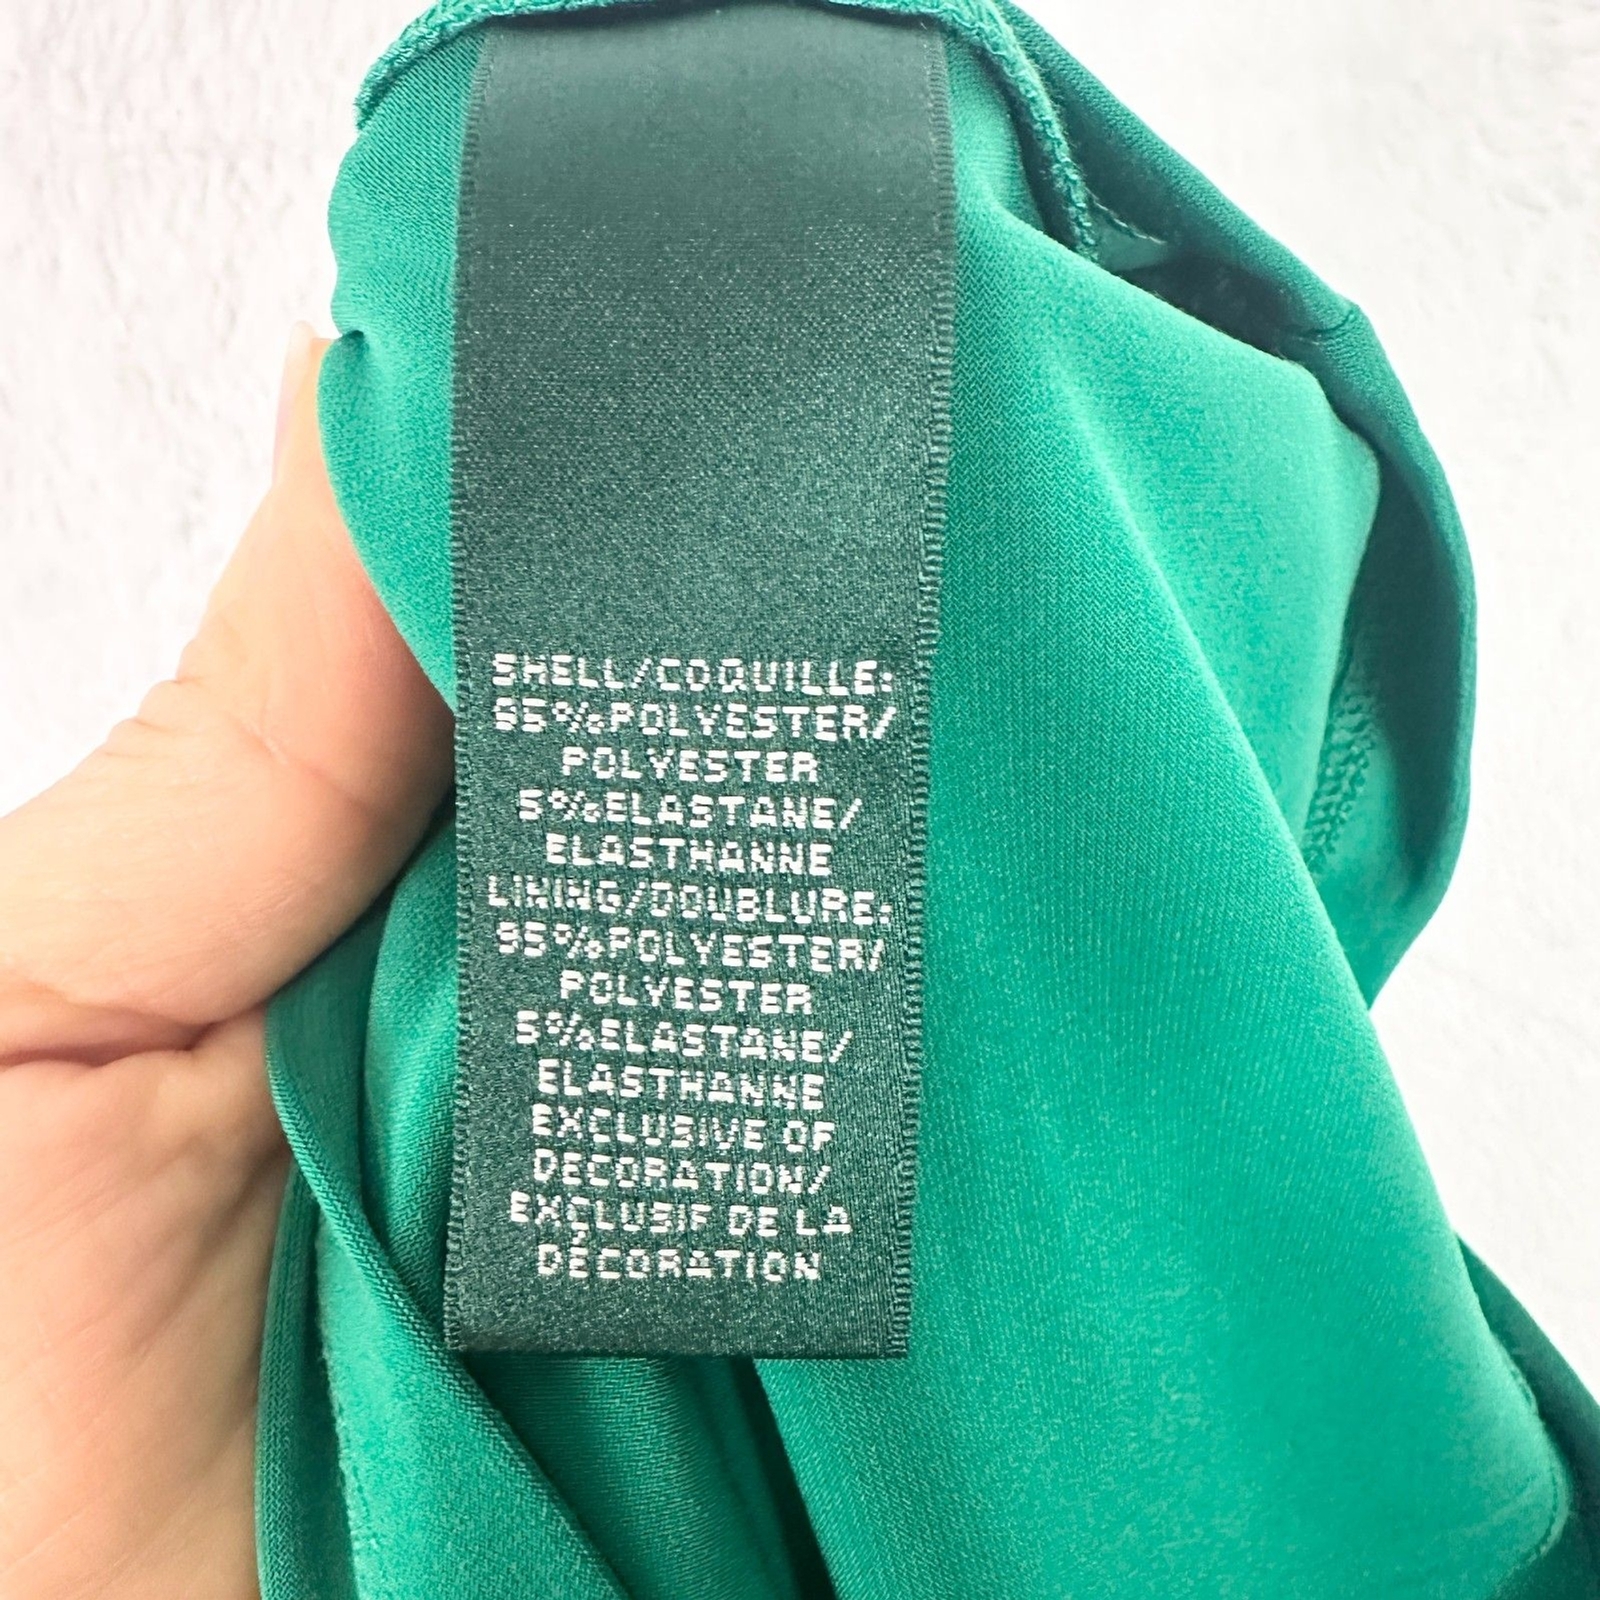 SHELL/COQUILLE:
95%POLYESTER/
POLYESTER
5%ELASTANE/
ELASTHANNE
LINING/DOUBLURE:
95%POLYESTER/
POLYESTER
5%ELASTANE/
ELASTHANNE
EXCLUSIVE OF
DECORATION/
EXCLUSIF DE LA
DÉCORATION